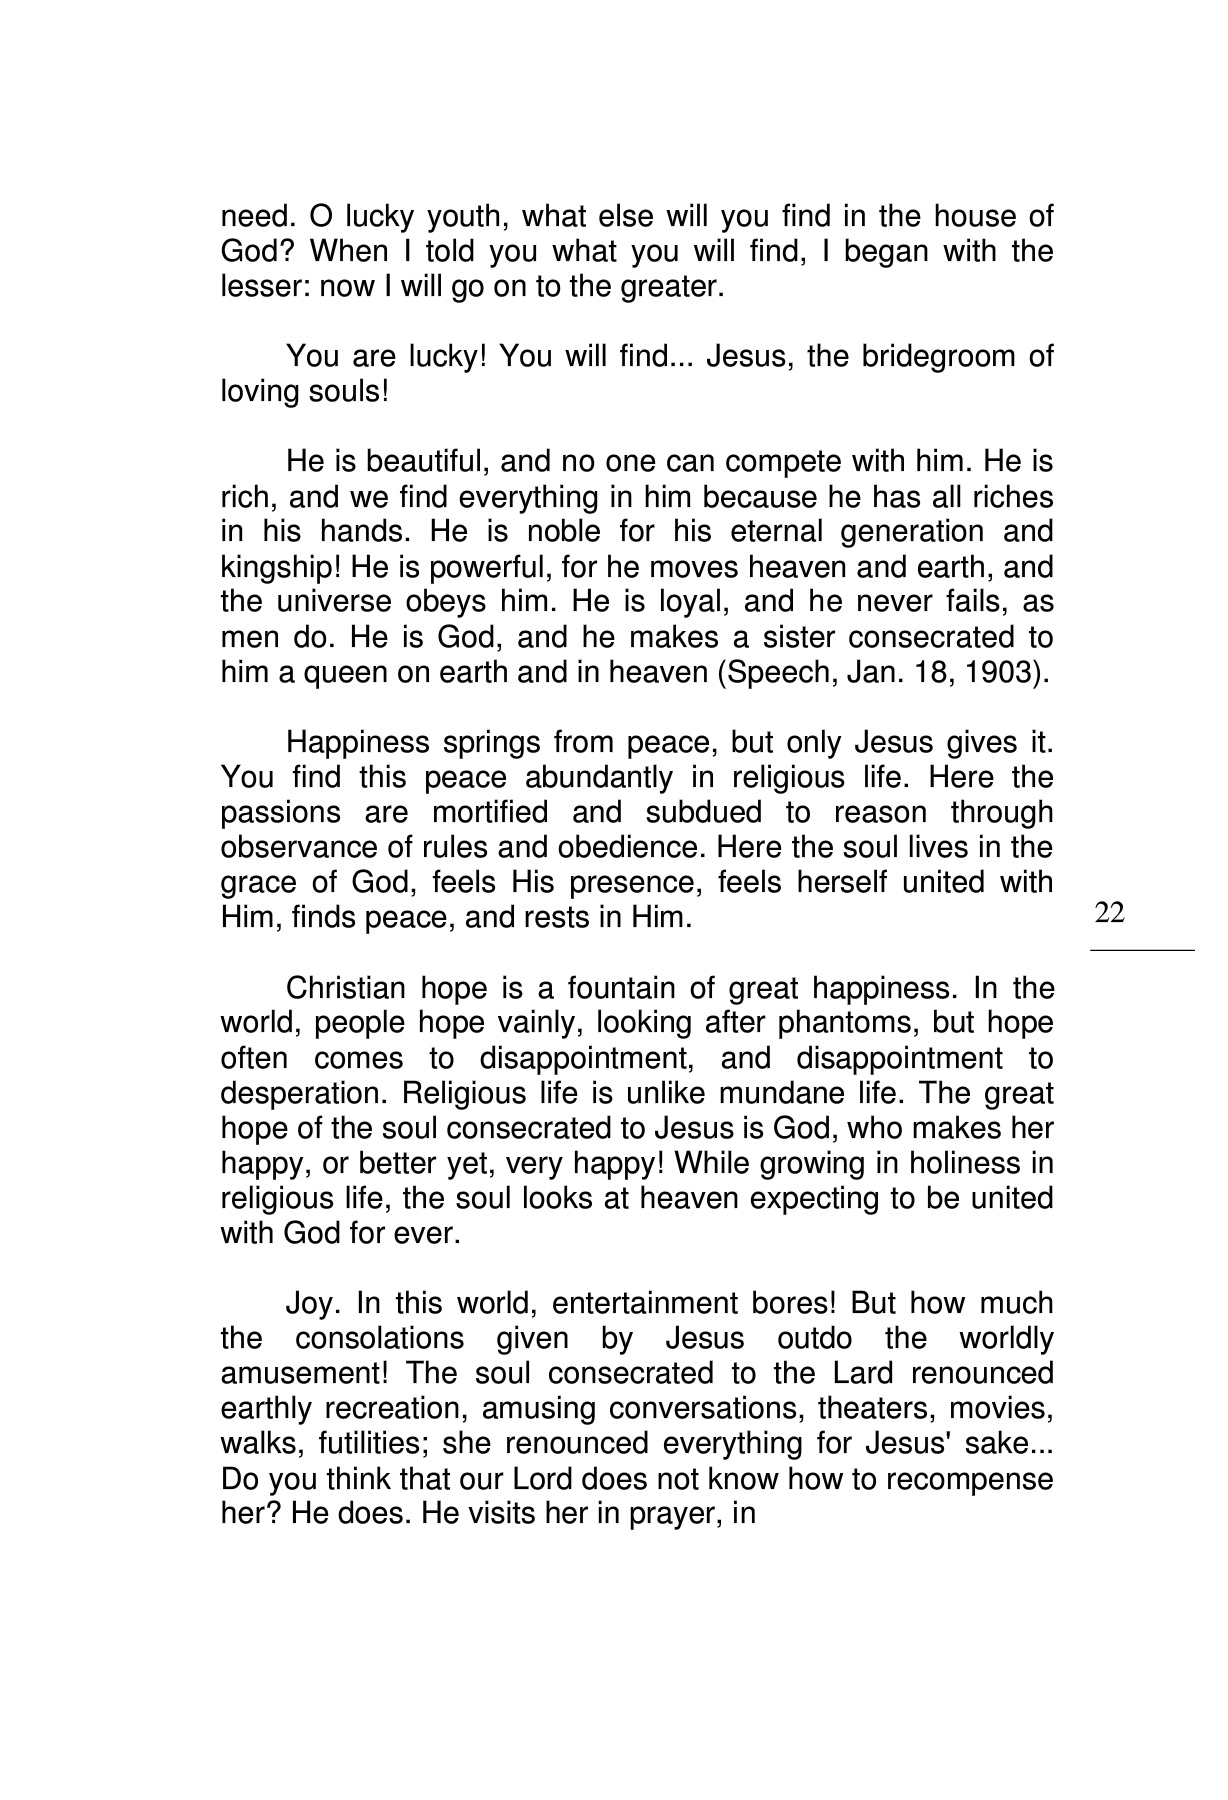 need. O lucky youth, what else will you find in the house of
God? When I told you what you will find, I began with the
lesser: now I will go on to the greater.
You are lucky! You will find... Jesus, the bridegroom of
loving souls!
He is beautiful, and no one can compete with him. He is
rich, and we find everything in him because he has all riches
in his hands. He is noble for his eternal generation and
kingship! He is powerful, for he moves heaven and earth, and
the universe obeys him. He is loyal, and he never fails, as
men do. He is God, and he makes a sister consecrated to
him a queen on earth and in heaven (Speech, Jan. 18, 1903).
Happiness springs from peace, but only Jesus gives it.
You find this peace abundantly in religious life. Here the
passions are mortified and subdued to reason through
observance of rules and obedience. Here the soul lives in the
grace of God, feels His presence, feels herself united with
Him, finds peace, and rests in Him.
22
Christian hope is a fountain of great happiness. In the
world, people hope vainly, looking after phantoms, but hope
often comes to disappointment, and disappointment to
desperation. Religious life is unlike mundane life. The great
hope of the soul consecrated to Jesus is God, who makes her
happy, or better yet, very happy! While growing in holiness in
religious life, the soul looks at heaven expecting to be united
with God for ever.
Joy. In this world, entertainment bores! But how much
the consolations given by Jesus outdo the worldly
amusement! The soul consecrated to the Lord renounced
earthly recreation, amusing conversations, theaters, movies,
walks, futilities; she renounced everything for Jesus' sake...
Do you think that our Lord does not know how to recompense
her? He does. He visits her in prayer, in